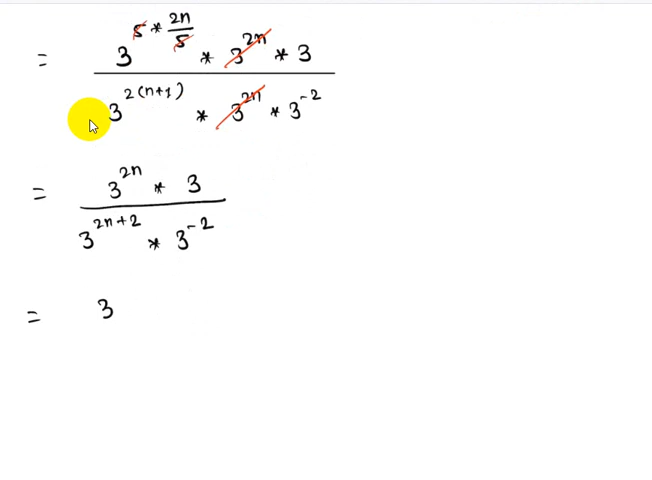 = (3^(5 * 2n/5) * 3^(2n) * 3) / (3^(2(n+1)) * 3^(2n) * 3^(-2))
= (3^(2n) * 3) / (3^(2n+2) * 3^(-2))
= 3